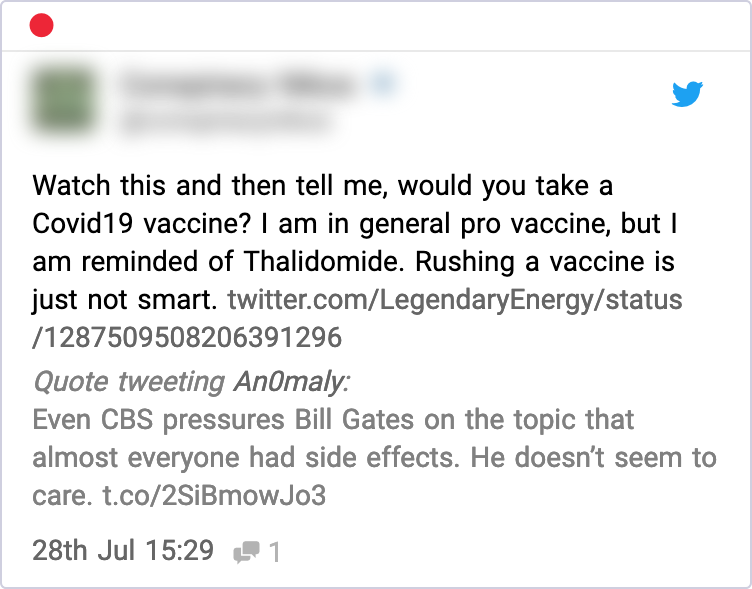 Watch this and then tell me, would you take a
Covid19 vaccine? I am in general pro vaccine, but I
am reminded of Thalidomide. Rushing a vaccine is
just not smart. twitter.com/LegendaryEnergy/status
/1287509508206391296
Quote tweeting An0maly:
Even CBS pressures Bill Gates on the topic that
almost everyone had side effects. He doesn’t seem to
care. t.co/2SiBmowJo3
28th Jul 15:29 1